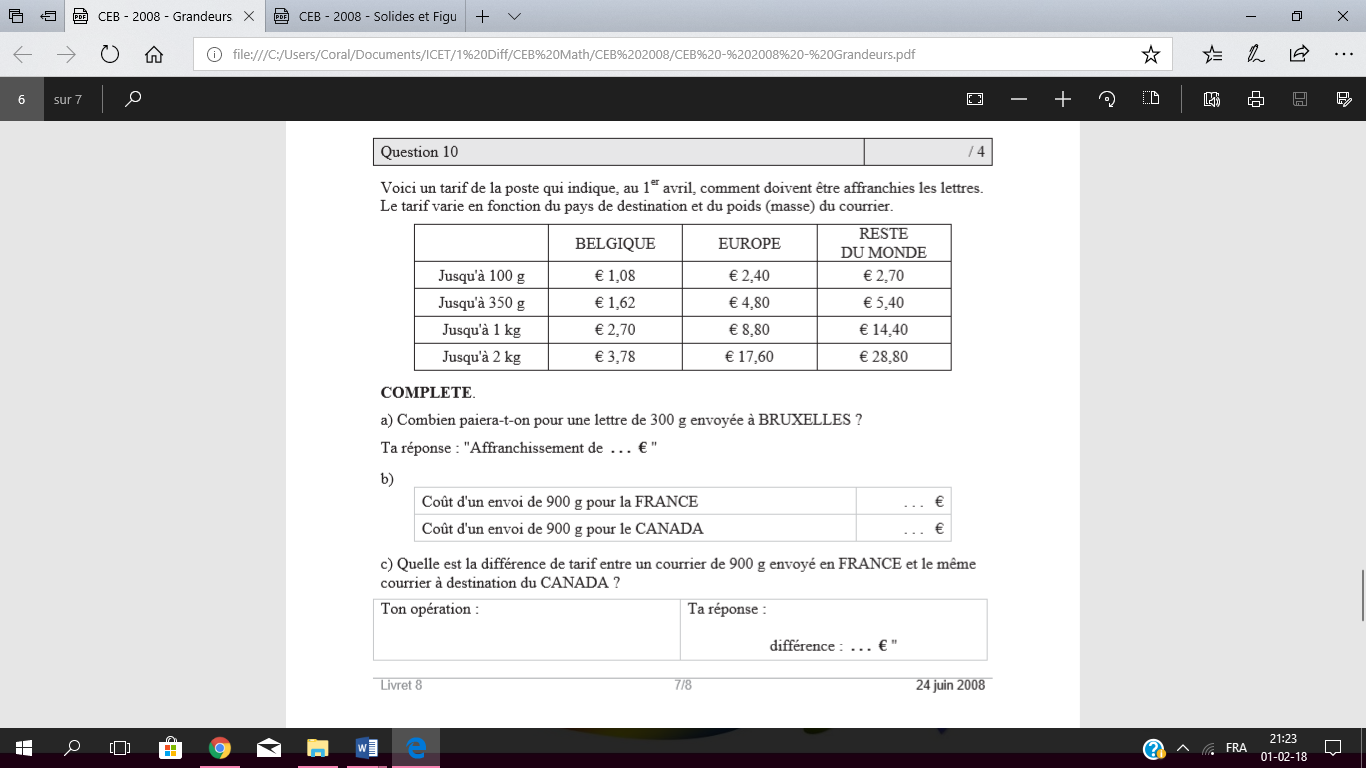 CEB - 2008 - Grandeurs
CEB - 2008 - Solides et Figu
file:///C:/Users/Coral/Documents/ICET/1%20Diff/CEB%20Math/CEB%202008/CEB%20-%202008%20-%20Grandeurs.pdf
6 sur 7
Question 10 / 4
Voici un tarif de la poste qui indique, au 1er avril, comment doivent être affranchies les lettres.
Le tarif varie en fonction du pays de destination et du poids (masse) du courrier.
BELGIQUE EUROPE RESTE DU MONDE
Jusqu'à 100 g € 1,08 € 2,40 € 2,70
Jusqu'à 350 g € 1,62 € 4,80 € 5,40
Jusqu'à 1 kg € 2,70 € 8,80 € 14,40
Jusqu'à 2 kg € 3,78 € 17,60 € 28,80
COMPLETE.
a) Combien paiera-t-on pour une lettre de 300 g envoyée à BRUXELLES ?
Ta réponse : "Affranchissement de ... € "
b)
Coût d'un envoi de 900 g pour la FRANCE ... €
Coût d'un envoi de 900 g pour le CANADA ... €
c) Quelle est la différence de tarif entre un courrier de 900 g envoyé en FRANCE et le même
courrier à destination du CANADA ?
Ton opération : Ta réponse :
différence : ... € "
Livret 8 7/8 24 juin 2008
FRA
21:23
01-02-18